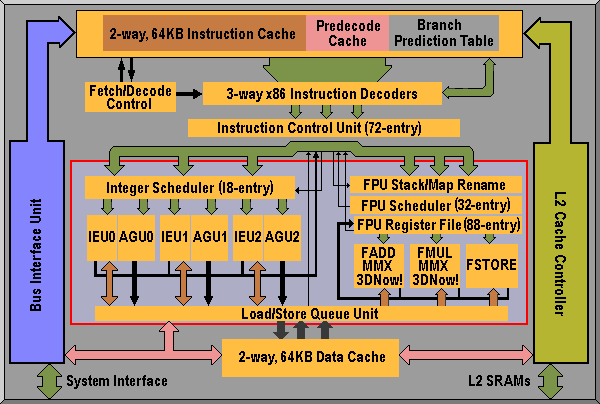 2-way, 64KB Instruction Cache
Predecode
Cache
Branch
Prediction Table
Fetch/Decode
Control
3-way x86 Instruction Decoders
Instruction Control Unit (72-entry)
Bus Interface Unit
L2 Cache Controller
Integer Scheduler (18-entry)
FPU Stack/Map Rename
FPU Scheduler (32-entry)
FPU Register File (88-entry)
IEU0
AGU0
IEU1
AGU1
IEU2
AGU2
FADD
MMX
3DNow!
FMUL
MMX
3DNow!
FSTORE
Load/Store Queue Unit
2-way, 64KB Data Cache
System Interface
L2 SRAMs